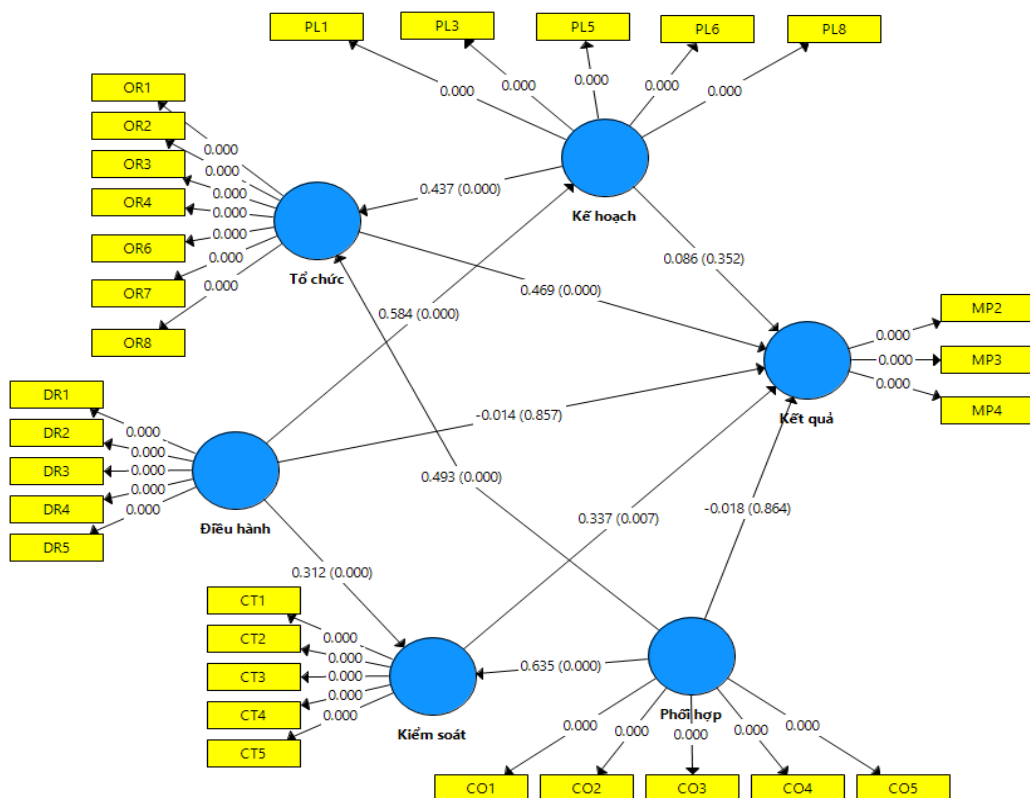 PL1
PL3
PL5
PL6
PL8
0.000
0.000
0.000
0.000
0.000
OR1
OR2
OR3
OR4
OR6
OR7
OR8
0.000
0.000
0.000
0.000
0.000
0.000
0.000
Kế hoạch
0.437 (0.000)
0.086 (0.352)
Tổ chức
0.469 (0.000)
0.584 (0.000)
MP2
MP3
MP4
0.000
0.000
0.000
Kết quả
-0.014 (0.857)
DR1
DR2
DR3
DR4
DR5
0.000
0.000
0.000
0.000
0.000
Điều hành
0.493 (0.000)
0.337 (0.007)
-0.018 (0.864)
0.312 (0.000)
CT1
CT2
CT3
CT4
CT5
0.000
0.000
0.000
0.000
0.000
Kiểm soát
0.635 (0.000)
Phối hợp
0.000
0.000
0.000
0.000
0.000
CO1
CO2
CO3
CO4
CO5